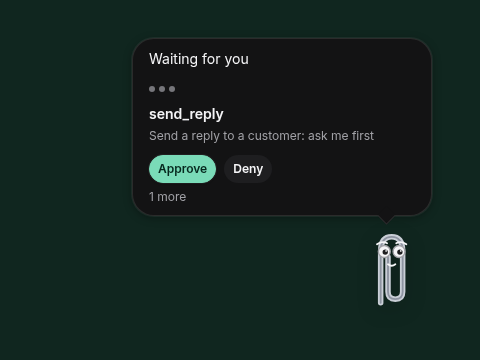 Waiting for you
send_reply
Send a reply to a customer: ask me first
Approve Deny
1 more